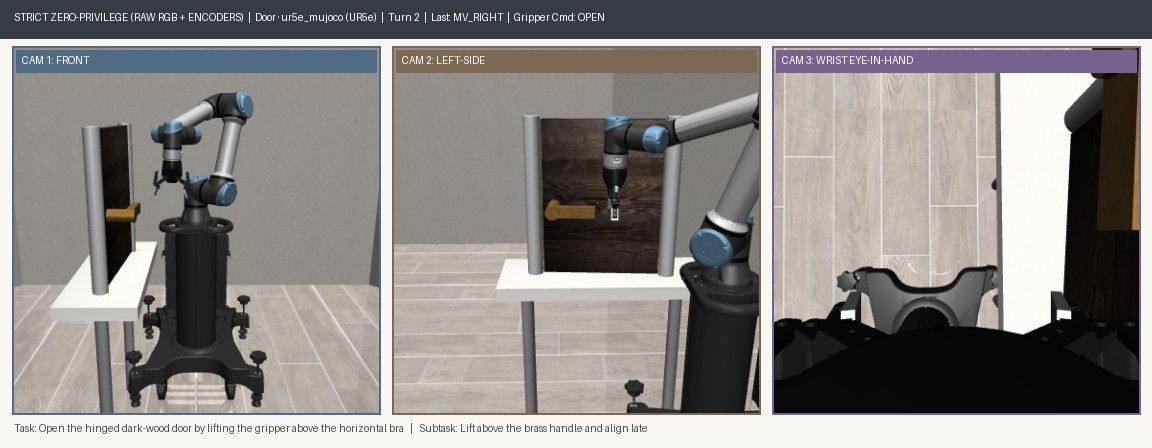 STRICT ZERO-PRIVILEGE (RAW RGB + ENCODERS) | Door · ur5e_mujoco (UR5e) | Turn 2 | Last: MV_RIGHT | Gripper Cmd: OPEN
CAM 1: FRONT
CAM 2: LEFT-SIDE
CAM 3: WRIST EYE-IN-HAND
Task: Open the hinged dark-wood door by lifting the gripper above the horizontal bra | Subtask: Lift above the brass handle and align late